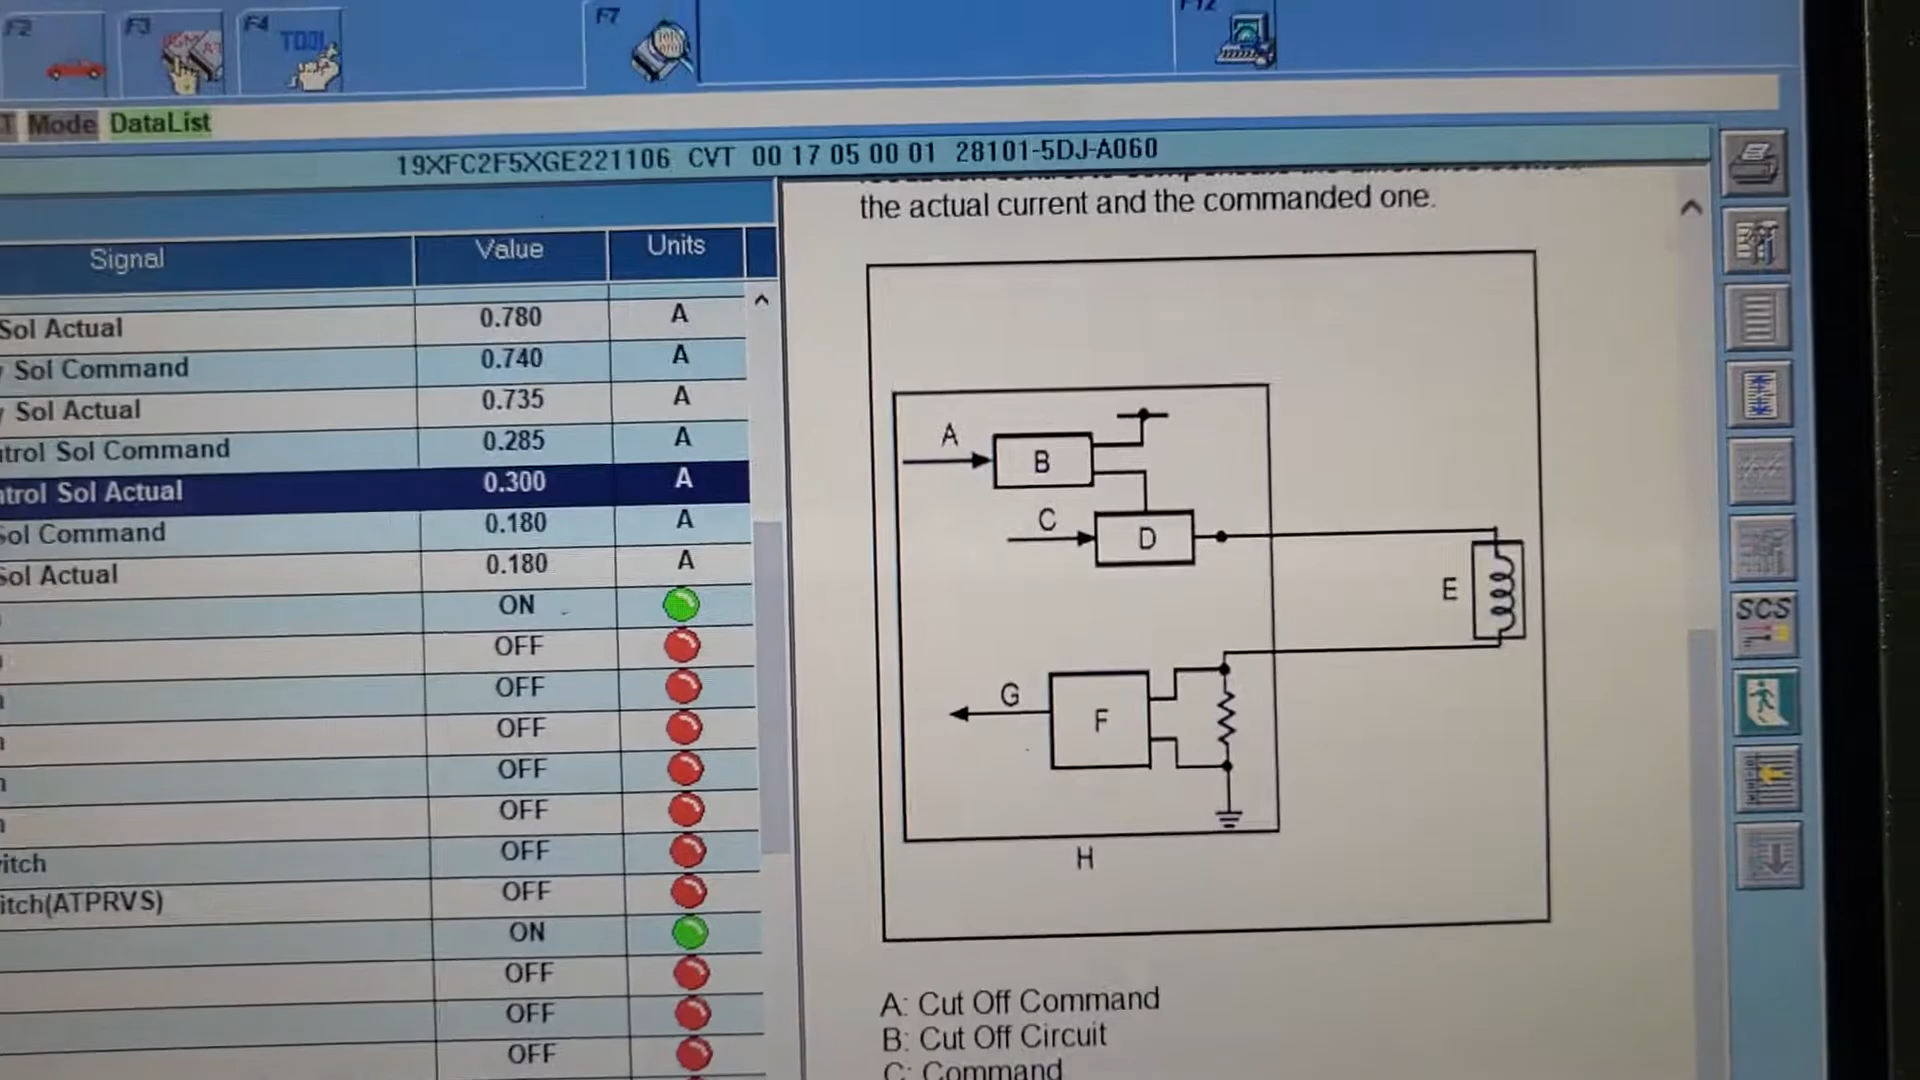 F2
F3
F4
TOOL
F7
F12
T Mode DataList
19XFC2F5XGE221106 CVT 00 17 05 00 01 28101-5DJ-A060
Signal Value Units
Sol Actual 0.780 A
Sol Command 0.740 A
Sol Actual 0.735 A
trol Sol Command 0.285 A
ntrol Sol Actual 0.300 A
Sol Command 0.180 A
Sol Actual 0.180 A
ON
OFF
OFF
OFF
OFF
OFF
itch OFF
itch(ATPRVS) OFF
ON
OFF
OFF
OFF
the actual current and the commanded one.
A
B
C
D
E
G
F
H
A: Cut Off Command
B: Cut Off Circuit
C: Command
SCS